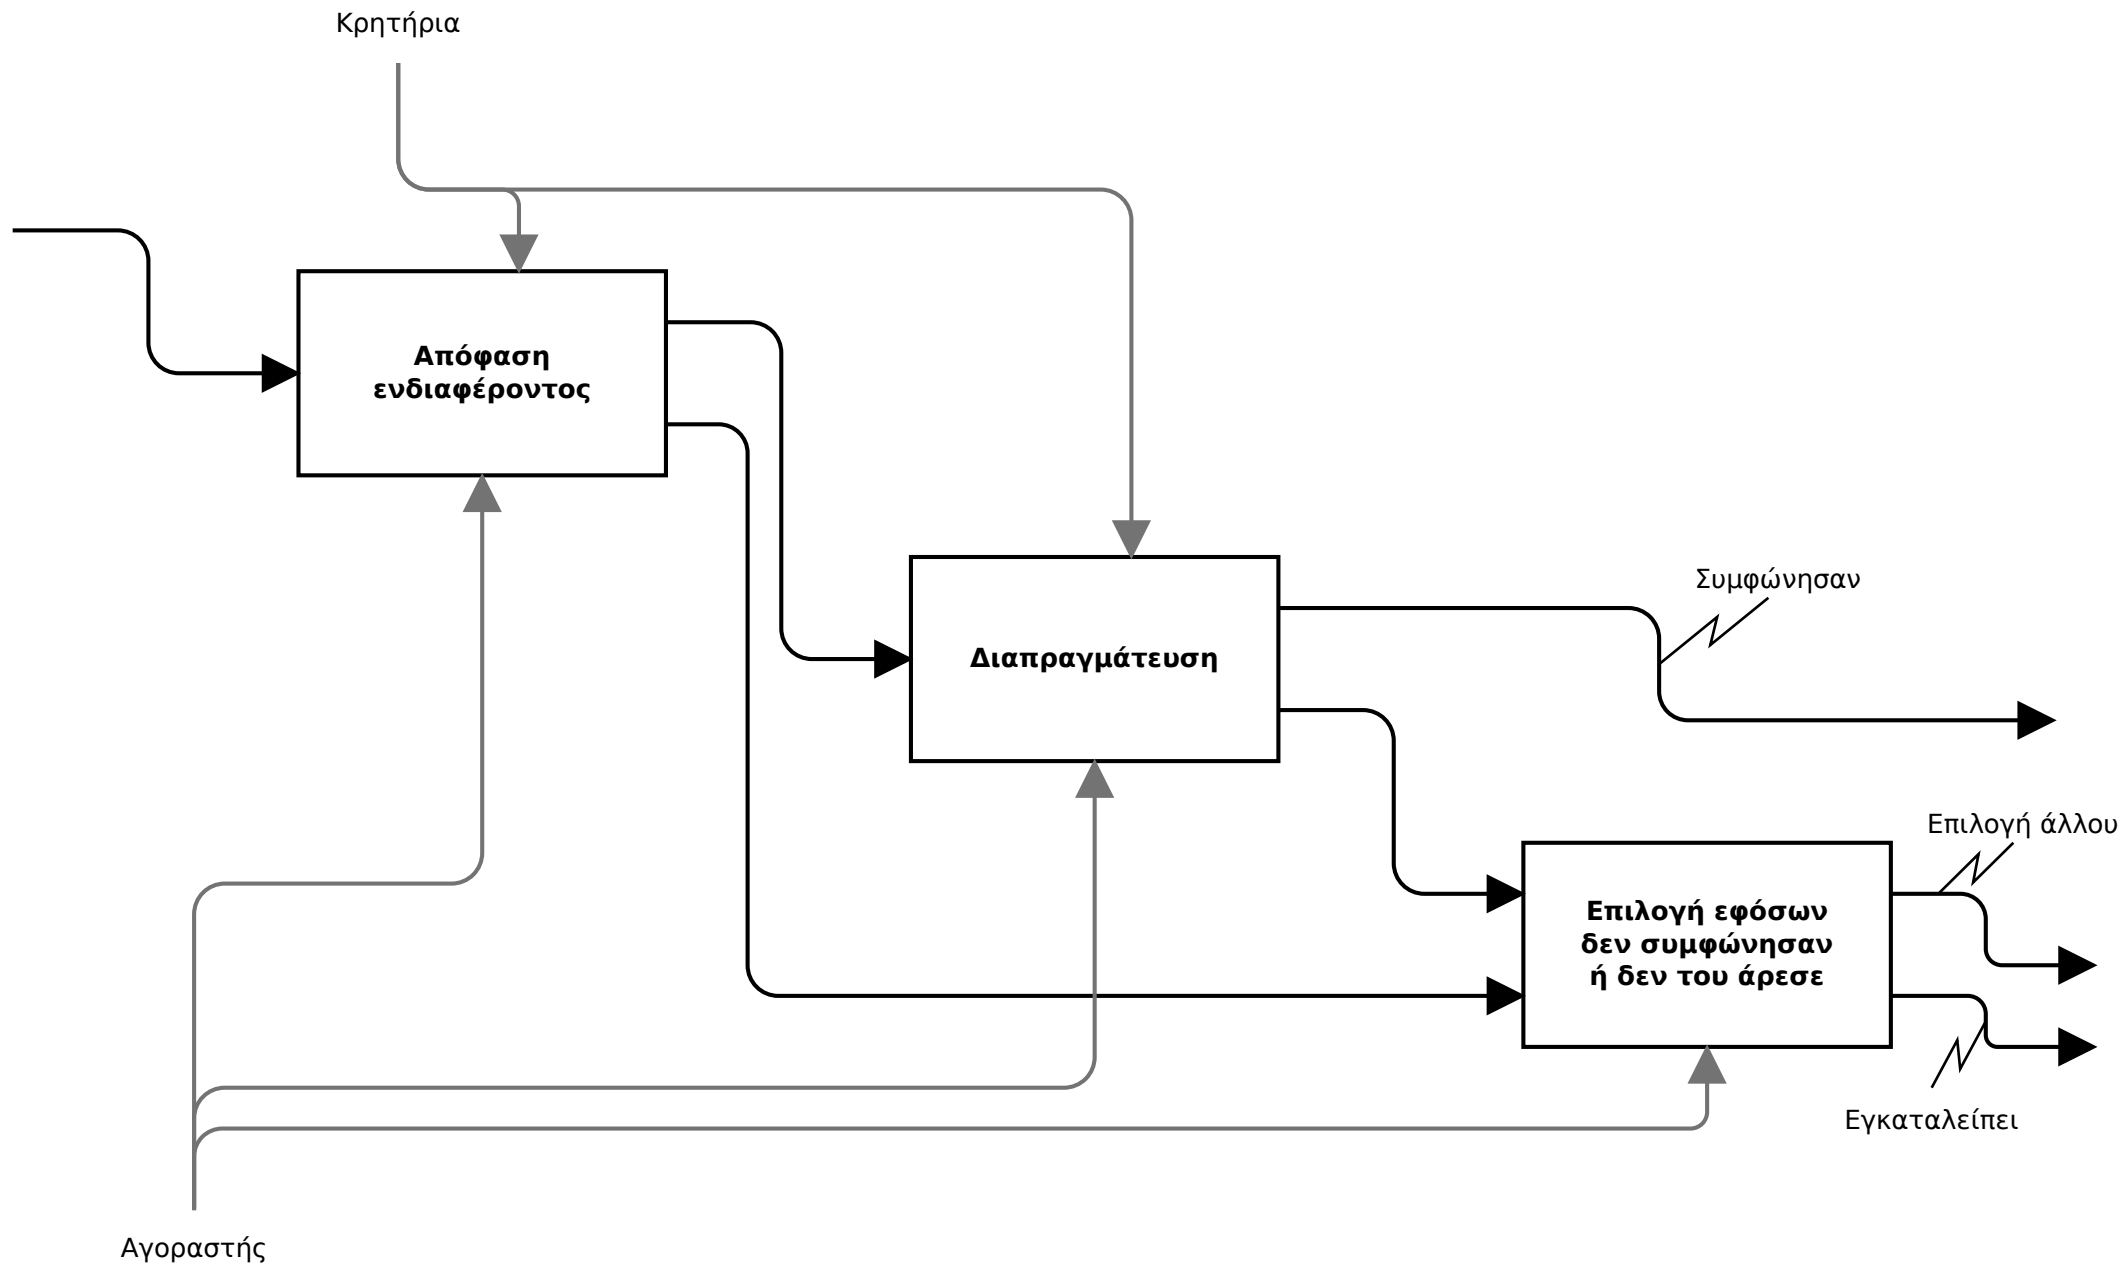 Κρητήρια
Απόφαση
ενδιαφέροντος
Διαπραγμάτευση
Συμφώνησαν
Επιλογή άλλου
Επιλογή εφόσων
δεν συμφώνησαν
ή δεν του άρεσε
Εγκαταλείπει
Αγοραστής